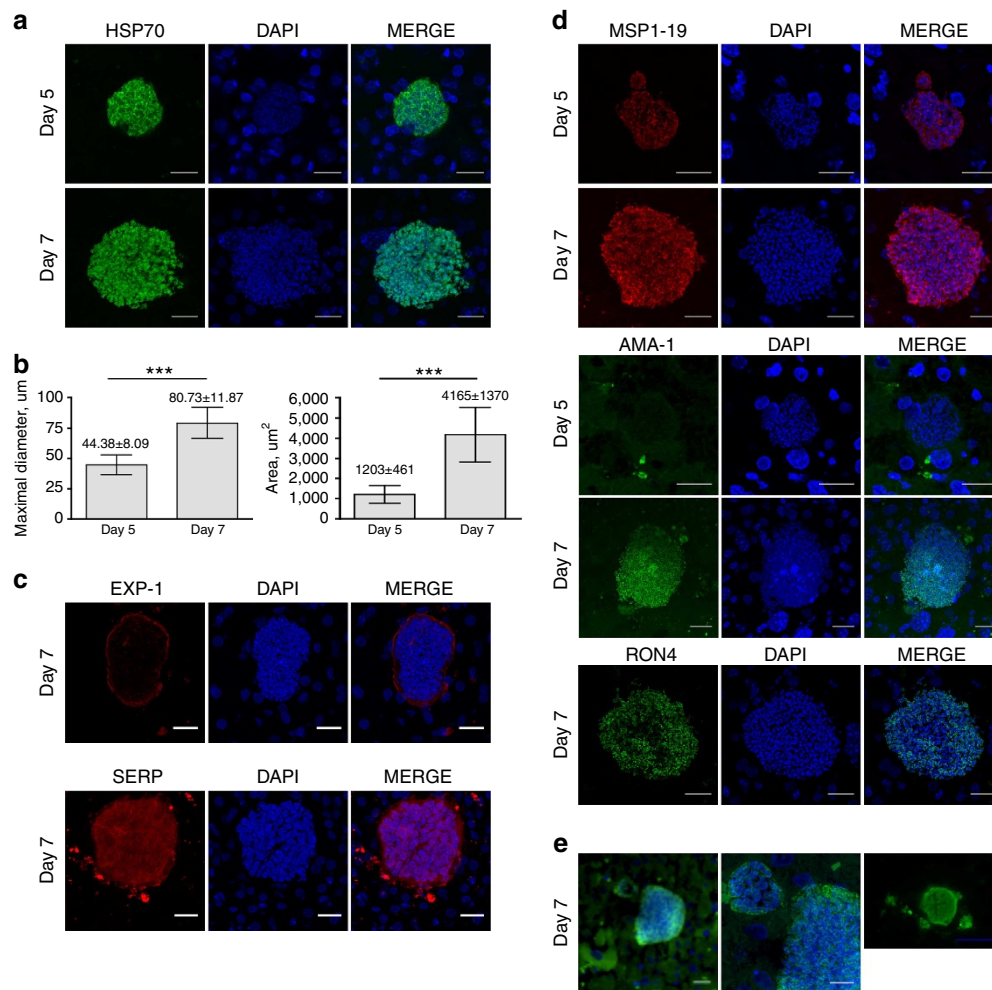 a
HSP70 DAPI MERGE
Day 5
Day 7
b
Maximal diameter, um
100
75
50
25
0
***
44.38±8.09
80.73±11.87
Day 5 Day 7
Area, um2
6,000
5,000
4,000
3,000
2,000
1,000
0
***
1203±461
4165±1370
Day 5 Day 7
c
EXP-1 DAPI MERGE
Day 7
SERP DAPI MERGE
Day 7
d
MSP1-19 DAPI MERGE
Day 5
Day 7
AMA-1 DAPI MERGE
Day 5
Day 7
RON4 DAPI MERGE
Day 7
e
Day 7